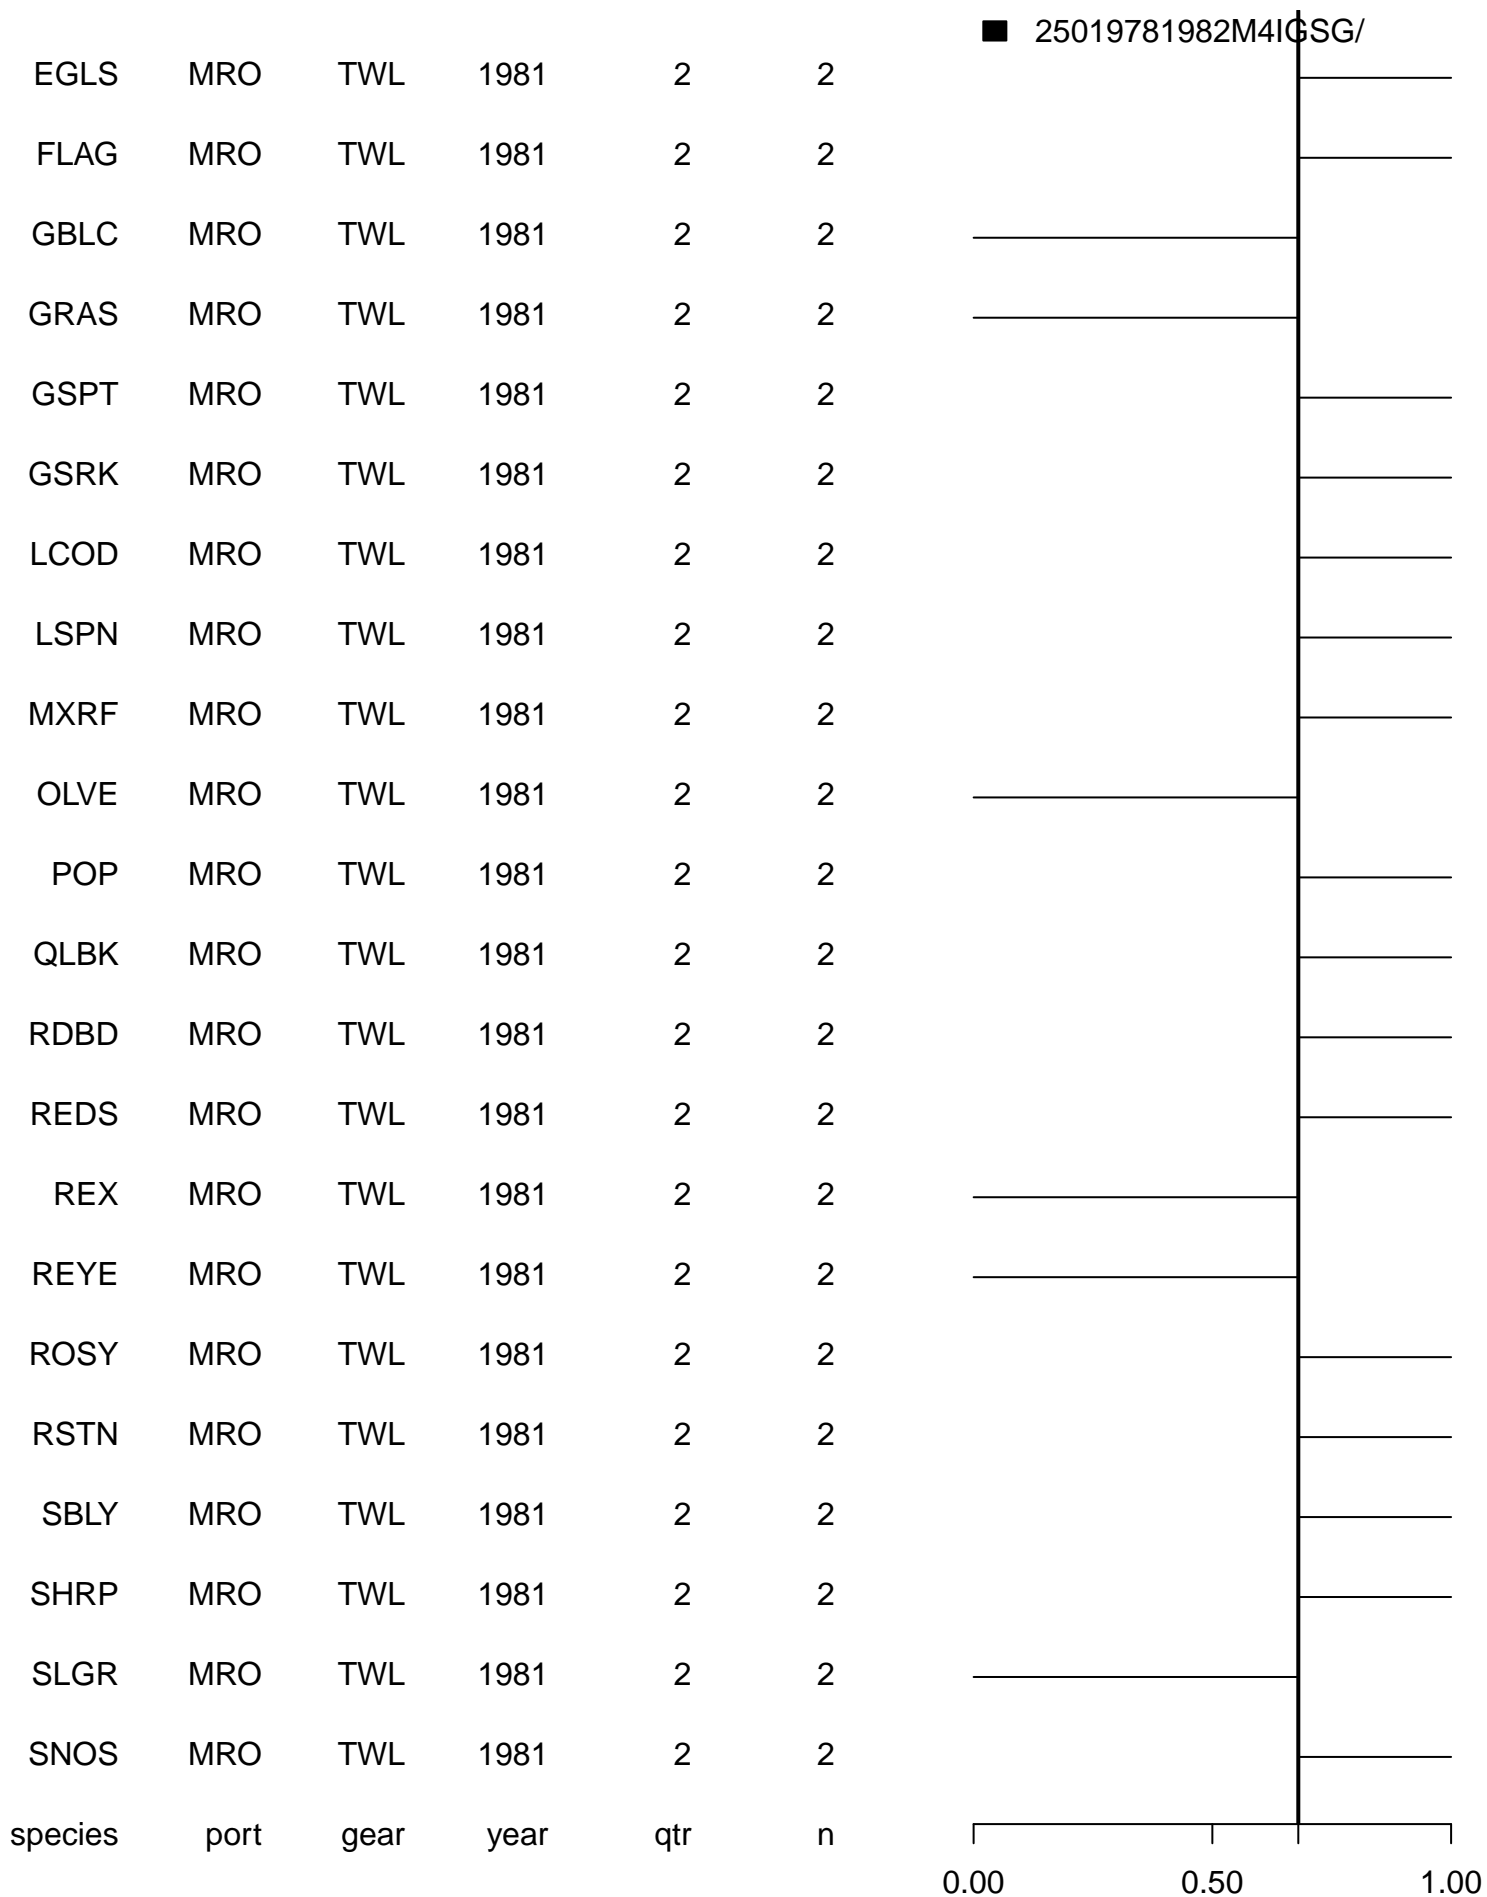 25019781982M4IGSG/
EGLS MRO TWL 1981 2 2
FLAG MRO TWL 1981 2 2
GBLC MRO TWL 1981 2 2
GRAS MRO TWL 1981 2 2
GSPT MRO TWL 1981 2 2
GSRK MRO TWL 1981 2 2
LCOD MRO TWL 1981 2 2
LSPN MRO TWL 1981 2 2
MXRF MRO TWL 1981 2 2
OLVE MRO TWL 1981 2 2
POP MRO TWL 1981 2 2
QLBK MRO TWL 1981 2 2
RDBD MRO TWL 1981 2 2
REDS MRO TWL 1981 2 2
REX MRO TWL 1981 2 2
REYE MRO TWL 1981 2 2
ROSY MRO TWL 1981 2 2
RSTN MRO TWL 1981 2 2
SBLY MRO TWL 1981 2 2
SHRP MRO TWL 1981 2 2
SLGR MRO TWL 1981 2 2
SNOS MRO TWL 1981 2 2
species port gear year qtr n
0.00 0.50 1.00